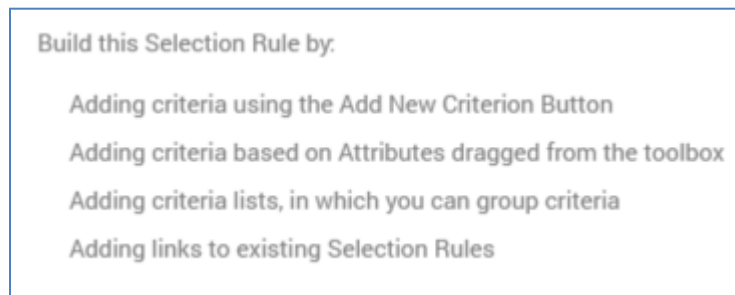 Build this Selection Rule by:
Adding criteria using the Add New Criterion Button
Adding criteria based on Attributes dragged from the toolbox
Adding criteria lists, in which you can group criteria
Adding links to existing Selection Rules